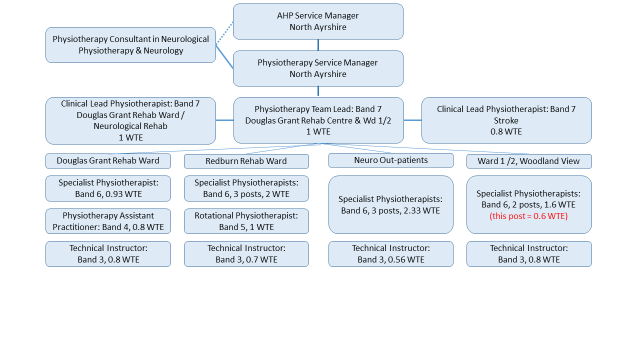 AHP Service Manager
North Ayrshire
Physiotherapy Consultant in Neurological
Physiotherapy & Neurology
Physiotherapy Service Manager
North Ayrshire
Clinical Lead Physiotherapist: Band 7
Douglas Grant Rehab Ward /
Neurological Rehab
1 WTE
Physiotherapy Team Lead: Band 7
Douglas Grant Rehab Centre & Wd 1/2
1 WTE
Clinical Lead Physiotherapist: Band 7
Stroke
0.8 WTE
Douglas Grant Rehab Ward
Redburn Rehab Ward
Neuro Out-patients
Ward 1 /2, Woodland View
Specialist Physiotherapist:
Band 6, 0.93 WTE
Specialist Physiotherapists:
Band 6, 3 posts, 2 WTE
Specialist Physiotherapists:
Band 6, 3 posts, 2.33 WTE
Specialist Physiotherapists:
Band 6, 2 posts, 1.6 WTE
(this post = 0.6 WTE)
Physiotherapy Assistant
Practitioner: Band 4, 0.8 WTE
Rotational Physiotherapist:
Band 5, 1 WTE
Technical Instructor:
Band 3, 0.8 WTE
Technical Instructor:
Band 3, 0.7 WTE
Technical Instructor:
Band 3, 0.56 WTE
Technical Instructor:
Band 3, 0.8 WTE